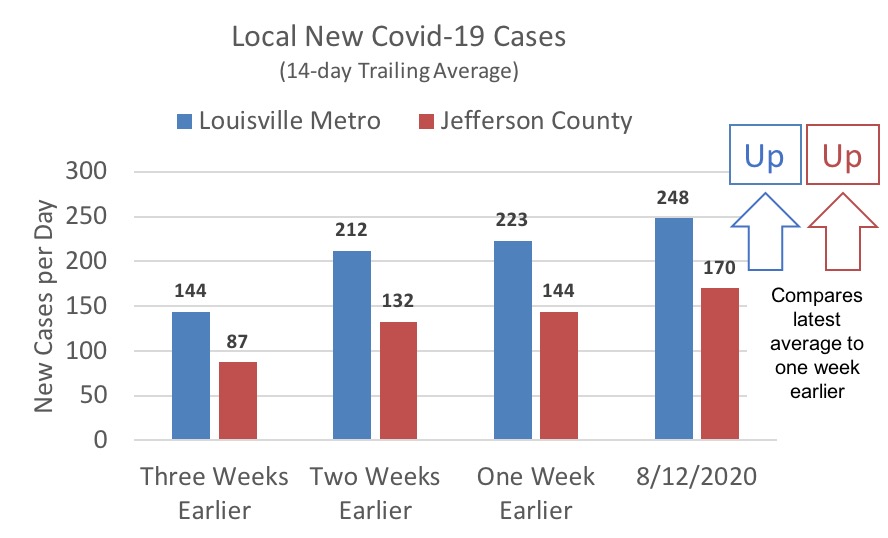 Local New Covid-19 Cases
(14-day Trailing Average)
Louisville Metro
Jefferson County
Up
Up
New Cases per Day
300
250
200
150
100
50
0
144
87
212
132
223
144
248
170
Compares
latest
average to
one week
earlier
Three Weeks
Earlier
Two Weeks
Earlier
One Week
Earlier
8/12/2020